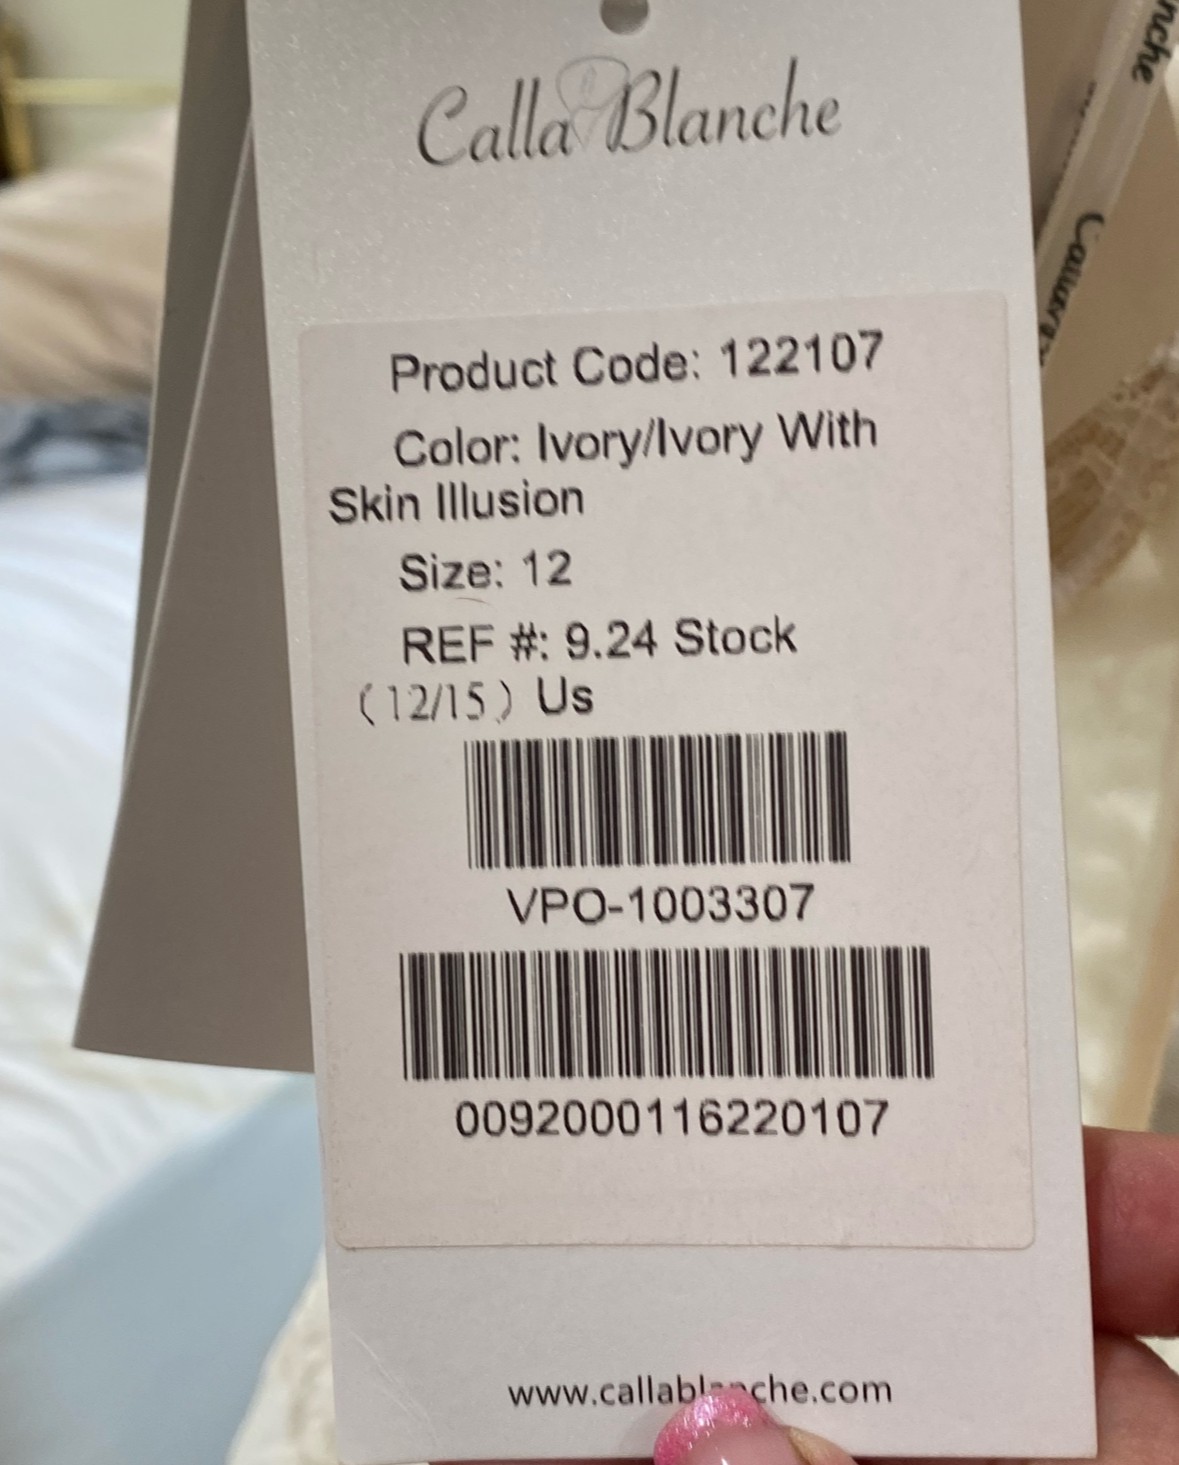 Calla Blanche
Product Code: 122107
Color: Ivory/Ivory With
Skin Illusion
Size: 12
REF #: 9.24 Stock
(12/15) Us
VPO-1003307
0092000116220107
www.callablanche.com